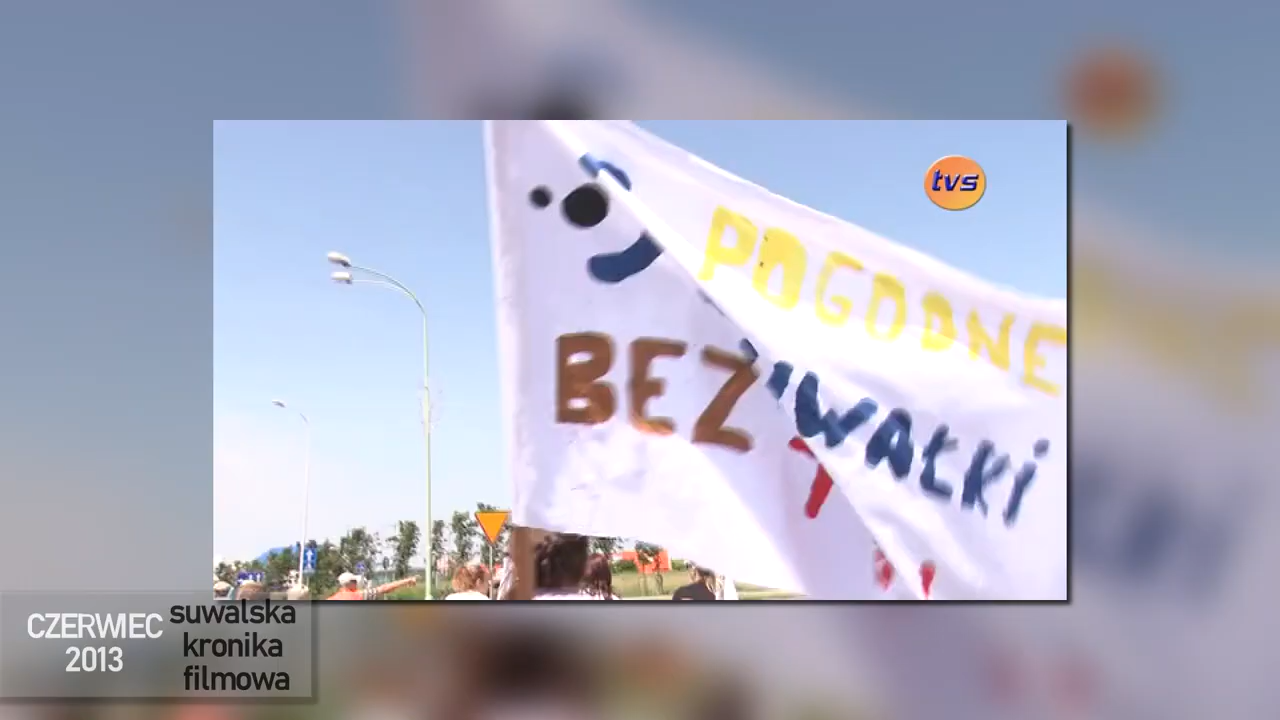 tvs
POGODNE
BEZ
WAŁKI
CZERWIEC
2013
suwalska
kronika
filmowa